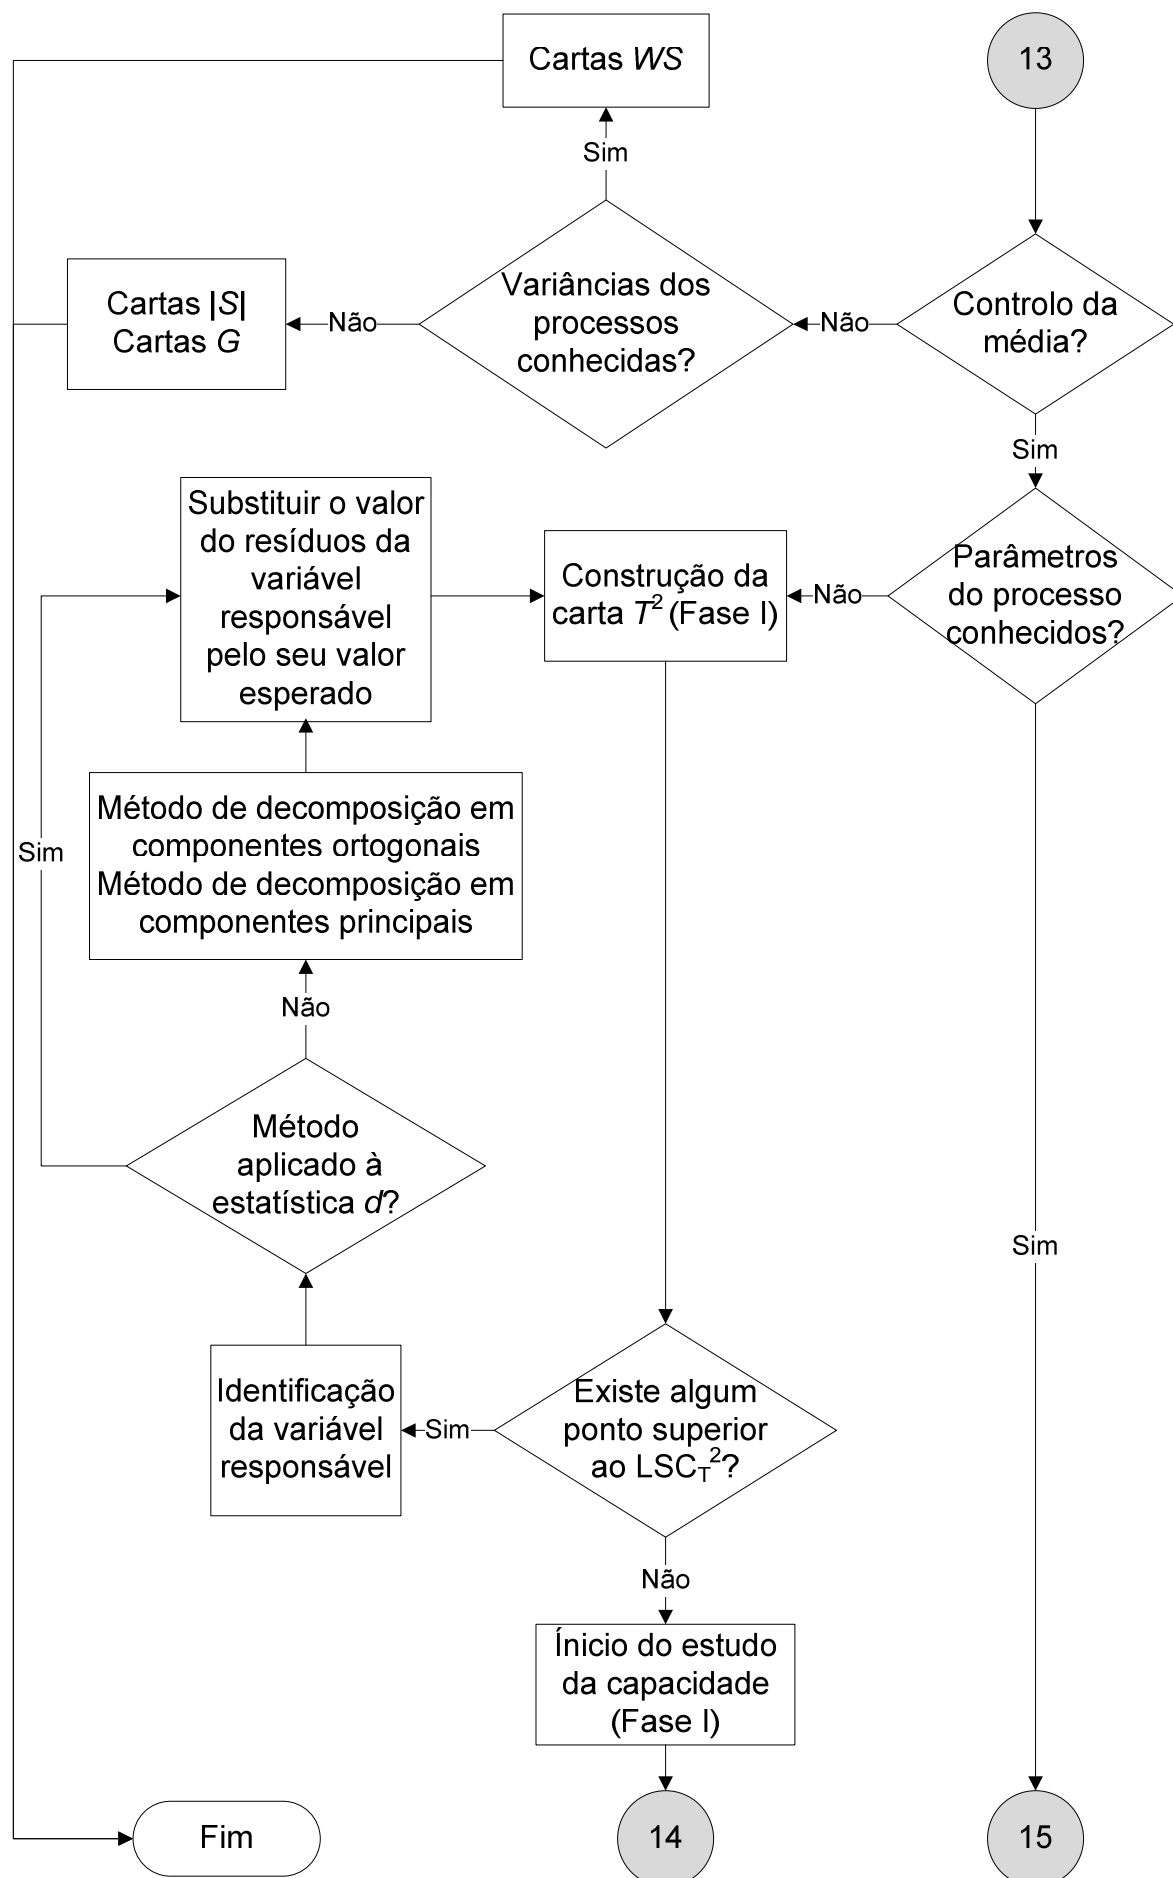 Cartas WS
13
Sim
Variâncias dos
processos
conhecidas?
Controlo da
média?
Cartas |S|
Cartas G
Não
Não
Sim
Substituir o valor
do resíduos da
variável
responsável
pelo seu valor
esperado
Construção da
carta T² (Fase I)
Não
Parâmetros
do processo
conhecidos?
Método de decomposição em
componentes ortogonais
Método de decomposição em
componentes principais
Sim
Não
Método
aplicado à
estatística d?
Sim
Identificação
da variável
responsável
Sim
Existe algum
ponto superior
ao LSC_T²?
Não
Ínicio do estudo
da capacidade
(Fase I)
Fim
14
15